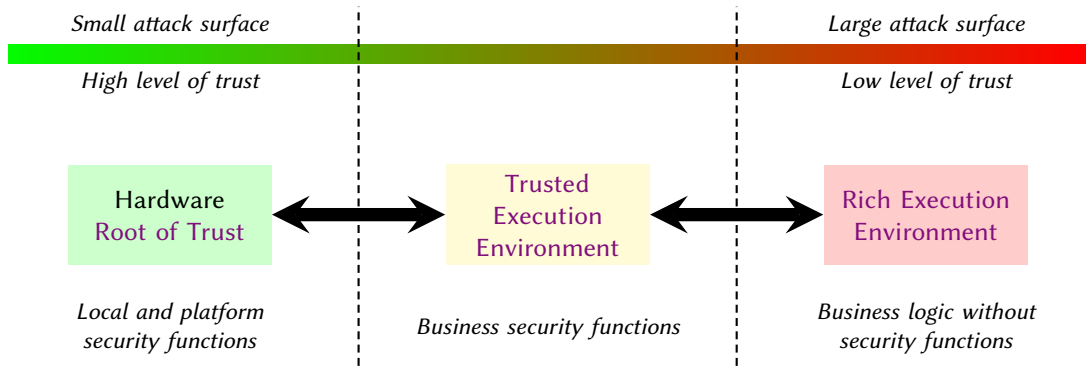 Small attack surface
Large attack surface
High level of trust
Low level of trust
Hardware
Root of Trust
Trusted
Execution
Environment
Rich Execution
Environment
Local and platform
security functions
Business security functions
Business logic without
security functions